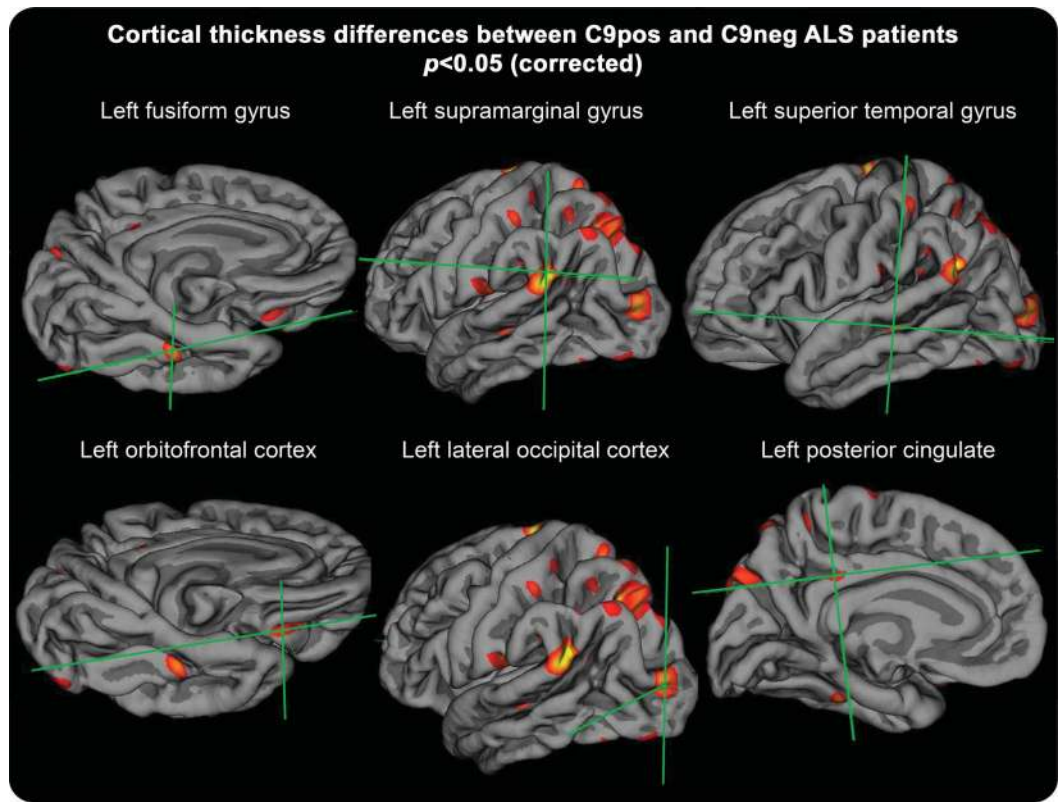 Cortical thickness differences between C9pos and C9neg ALS patients
p<0.05 (corrected)
Left fusiform gyrus
Left supramarginal gyrus
Left superior temporal gyrus
Left orbitofrontal cortex
Left lateral occipital cortex
Left posterior cingulate